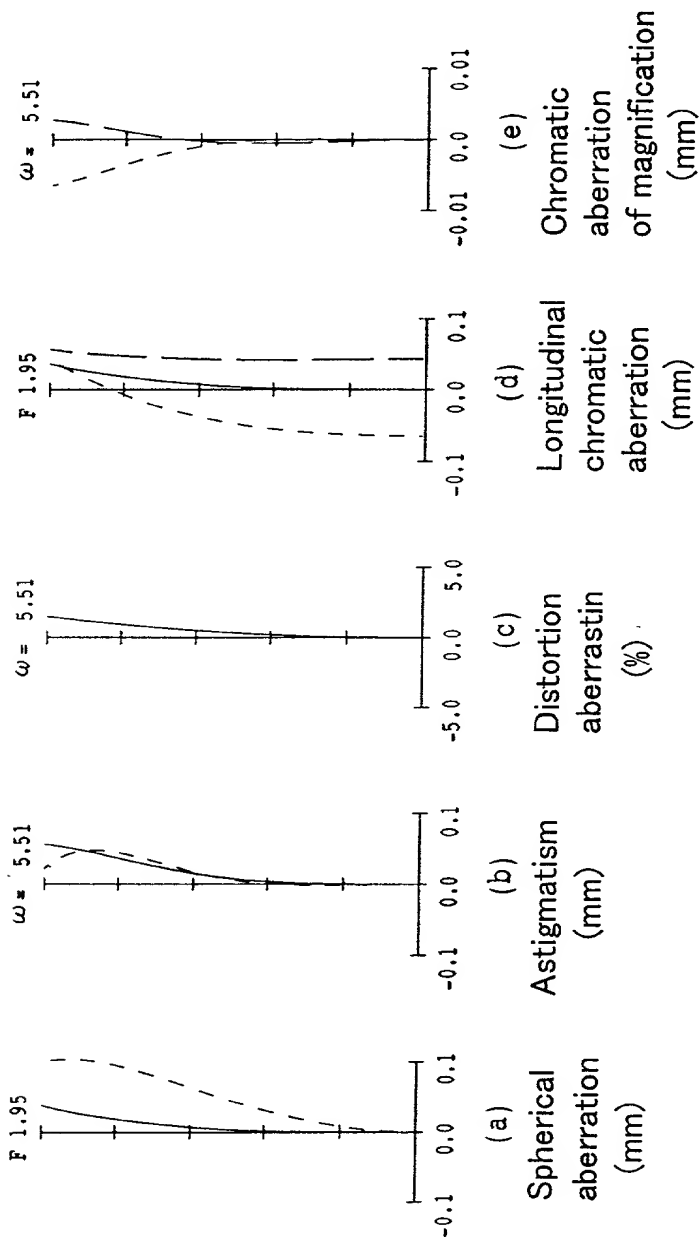 F 1.95
-0.1 0.0 0.1
(a)
Spherical
aberration
(mm)
ω= 5.51
-0.1 0.0 0.1
(b)
Astigmatism
(mm)
ω= 5.51
-5.0 0.0 5.0
(c)
Distortion
aberrastin
(%)
F 1.95
-0.1 0.0 0.1
(d)
Longitudinal
chromatic
aberration
(mm)
ω= 5.51
-0.01 0.0 0.01
(e)
Chromatic
aberration
of magnification
(mm)